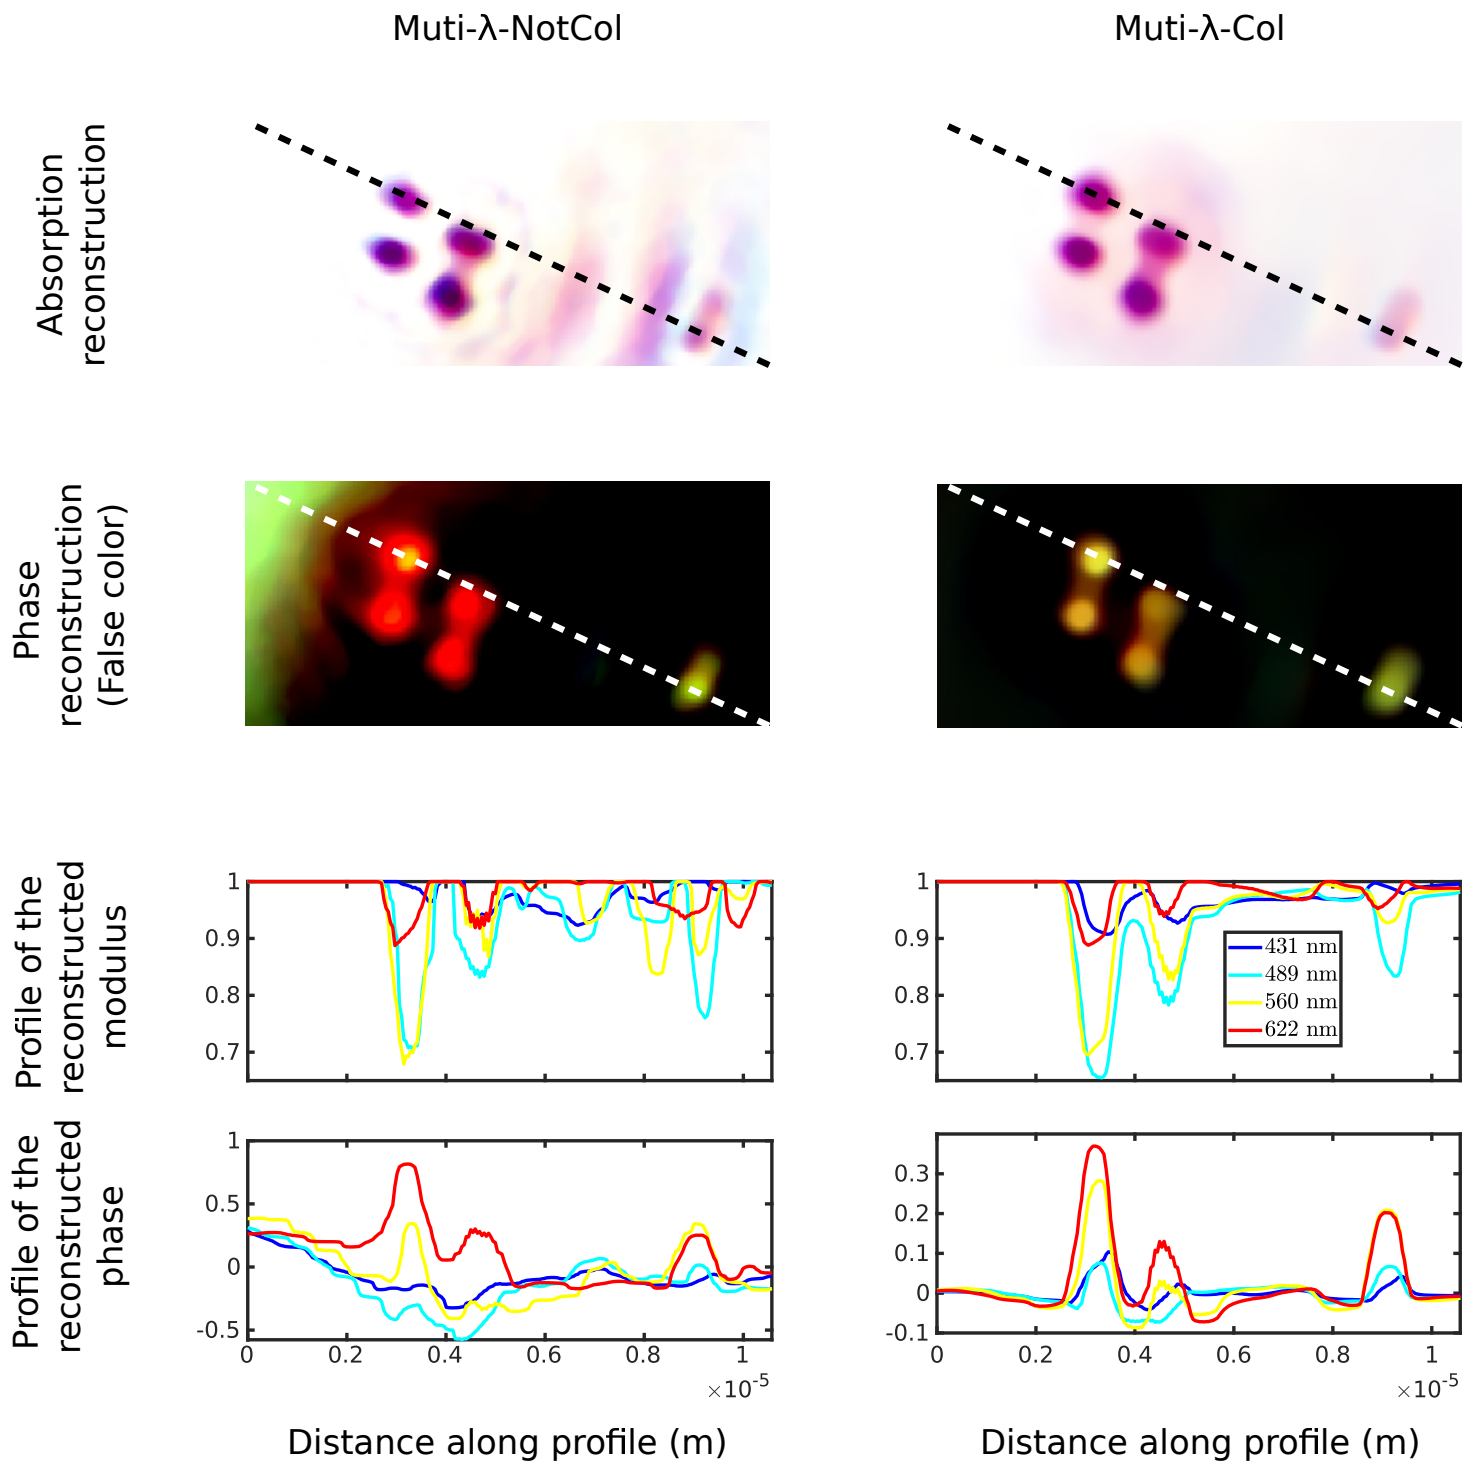 Muti-λ-NotCol
Muti-λ-Col
Absorption
reconstruction
Phase
reconstruction
(False color)
Profile of the
reconstructed
modulus
1
0.9
0.8
0.7
1
0.9
0.8
0.7
431 nm
489 nm
560 nm
622 nm
Profile of the
reconstructed
phase
1
0.5
0
-0.5
0 0.2 0.4 0.6 0.8 1
×10-5
0.3
0.2
0.1
0
-0.1
0 0.2 0.4 0.6 0.8 1
×10-5
Distance along profile (m)
Distance along profile (m)